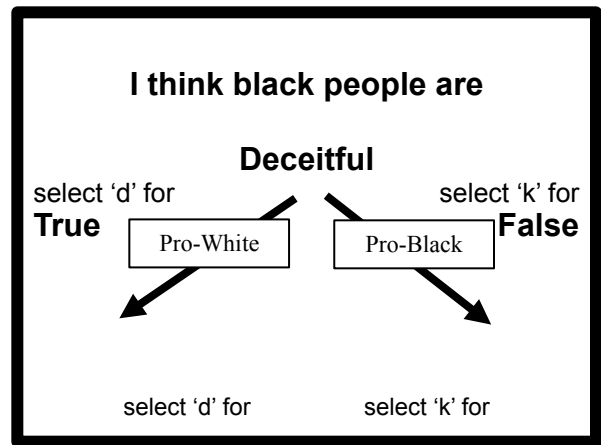 I think black people are
Deceitful
select ‘d’ for
True
select ‘k’ for
False
Pro-White
Pro-Black
select ‘d’ for
select ‘k’ for